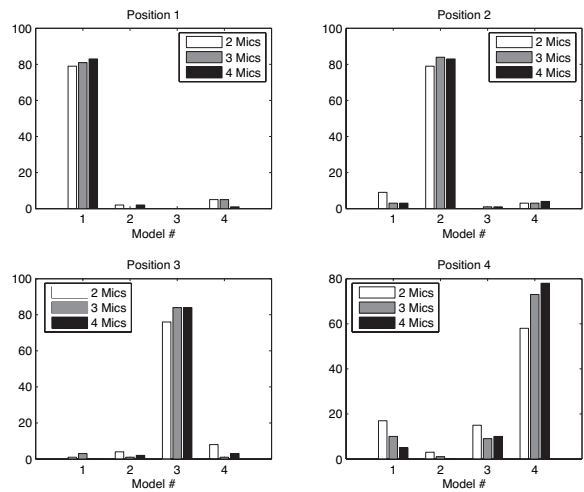 Position 1
100
80
60
40
20
0
2 Mics
3 Mics
4 Mics
1 2 3 4
Model #
Position 2
100
80
60
40
20
0
2 Mics
3 Mics
4 Mics
1 2 3 4
Model #
Position 3
100
80
60
40
20
0
2 Mics
3 Mics
4 Mics
1 2 3 4
Model #
Position 4
80
60
40
20
0
2 Mics
3 Mics
4 Mics
1 2 3 4
Model #